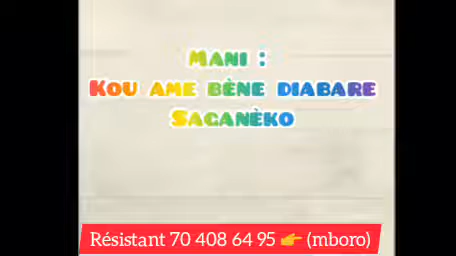 Mani :
Kou ame bène diabare
Saganèko
Résistant 70 408 64 95 👉 (mboro)